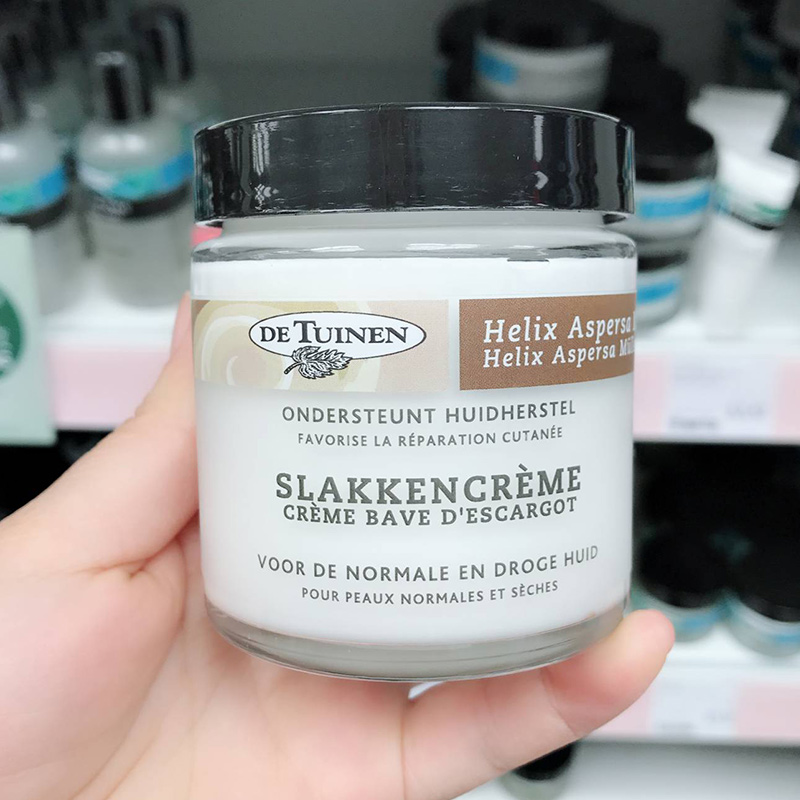 DE TUINEN
Helix Aspersa
Helix Aspersa Mül
ONDERSTEUNT HUIDHERSTEL
FAVORISE LA RÉPARATION CUTANÉE
SLAKKENCRÈME
CRÈME BAVE D'ESCARGOT
VOOR DE NORMALE EN DROGE HUID
POUR PEAUX NORMALES ET SÈCHES